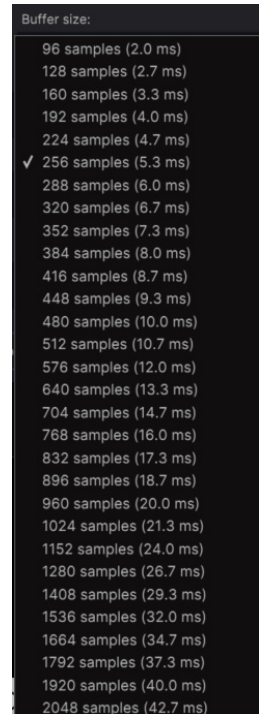 Buffer size:
96 samples (2.0 ms)
128 samples (2.7 ms)
160 samples (3.3 ms)
192 samples (4.0 ms)
224 samples (4.7 ms)
✓ 256 samples (5.3 ms)
288 samples (6.0 ms)
320 samples (6.7 ms)
352 samples (7.3 ms)
384 samples (8.0 ms)
416 samples (8.7 ms)
448 samples (9.3 ms)
480 samples (10.0 ms)
512 samples (10.7 ms)
576 samples (12.0 ms)
640 samples (13.3 ms)
704 samples (14.7 ms)
768 samples (16.0 ms)
832 samples (17.3 ms)
896 samples (18.7 ms)
960 samples (20.0 ms)
1024 samples (21.3 ms)
1152 samples (24.0 ms)
1280 samples (26.7 ms)
1408 samples (29.3 ms)
1536 samples (32.0 ms)
1664 samples (34.7 ms)
1792 samples (37.3 ms)
1920 samples (40.0 ms)
2048 samples (42.7 ms)